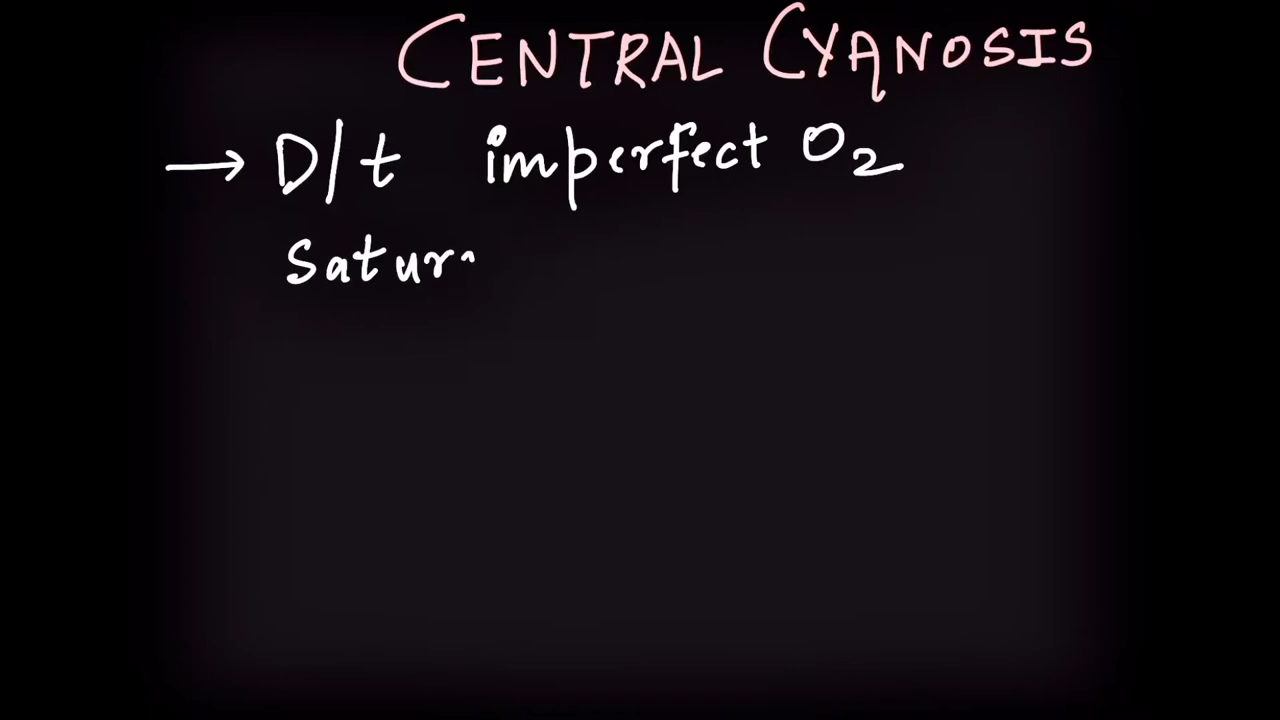 CENTRAL CYANOSIS
→ D/t imperfect O₂
Satur